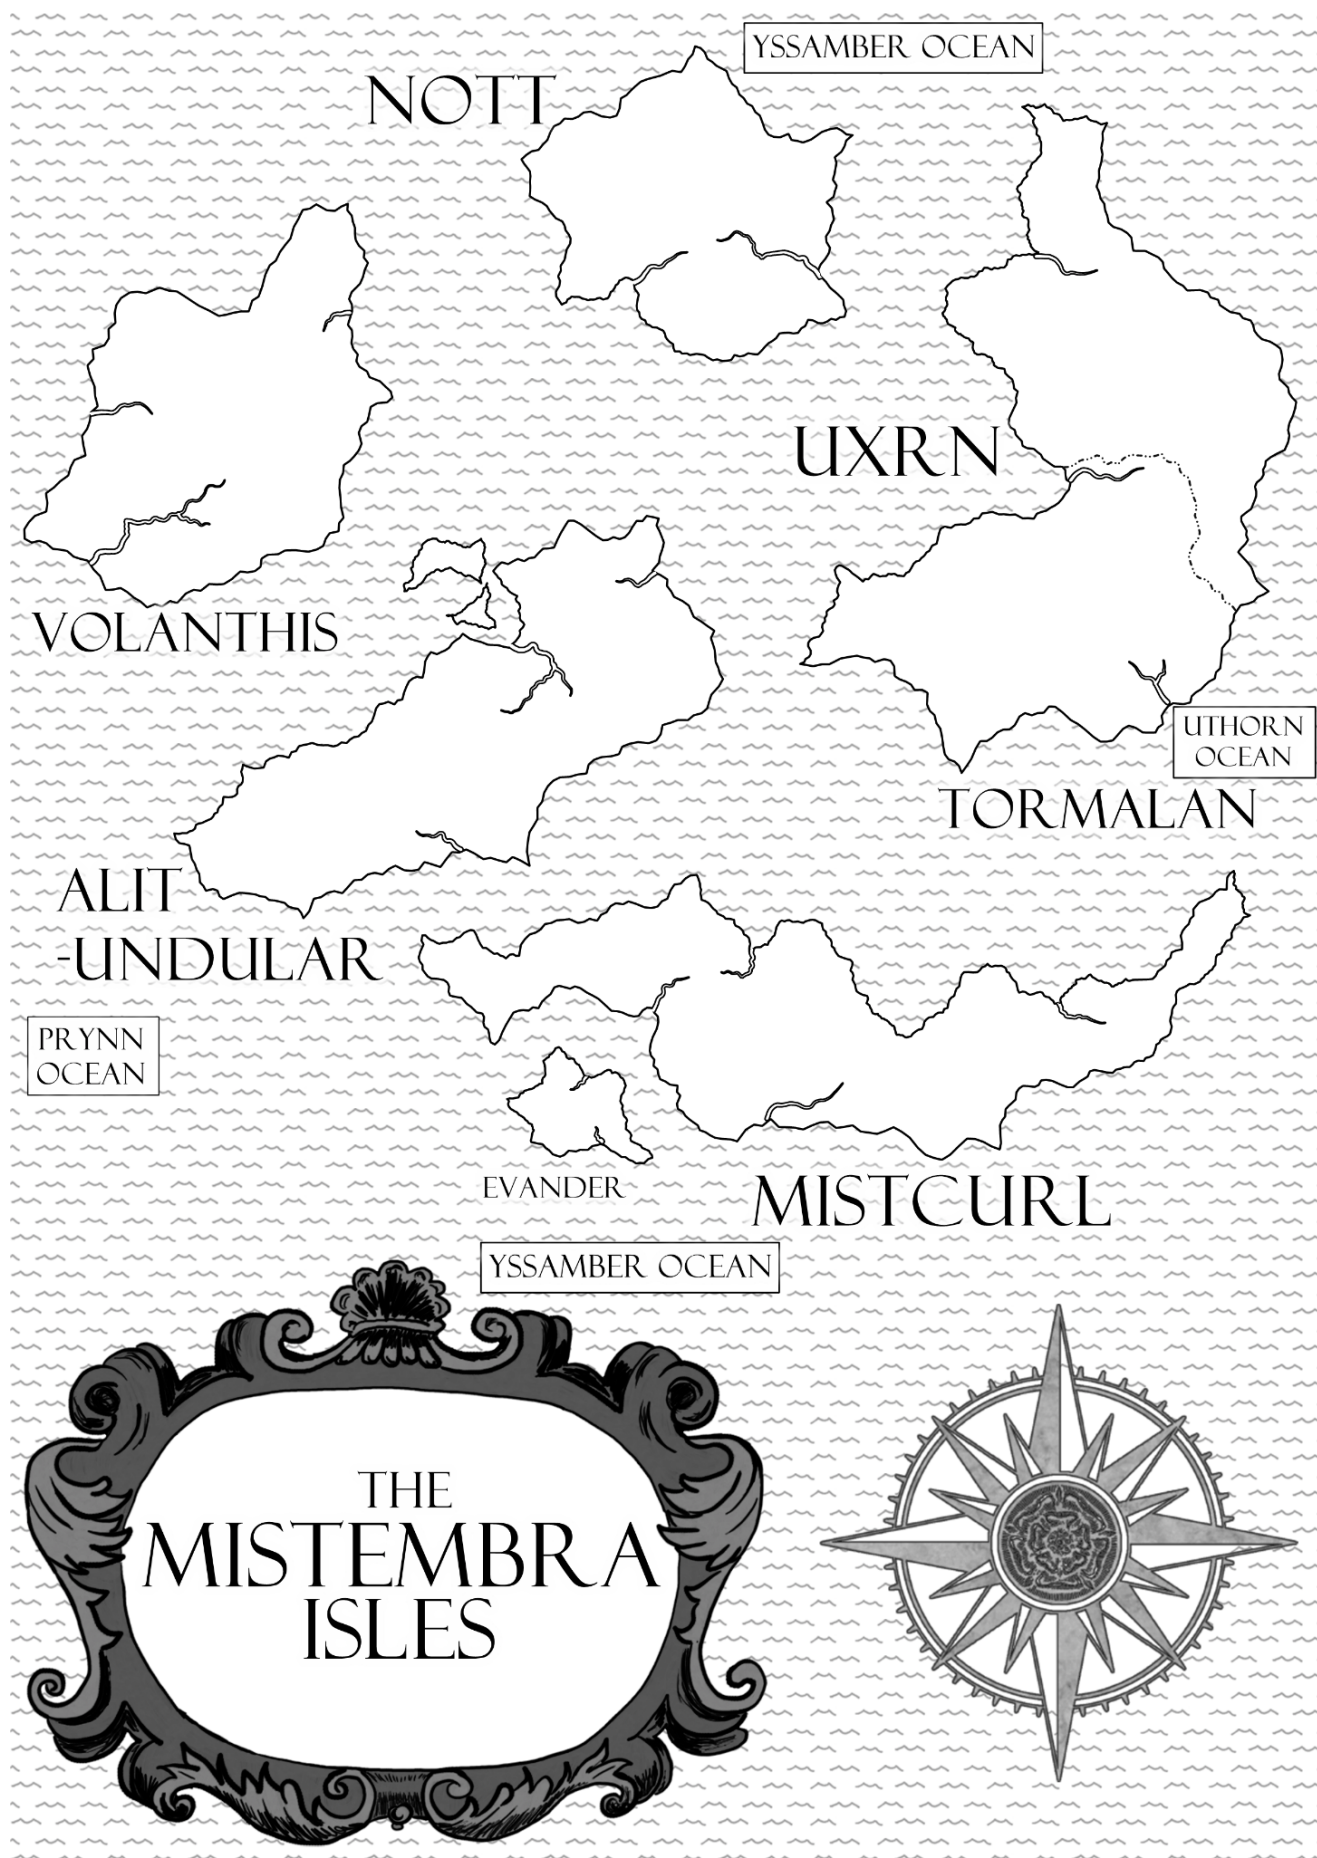 YSSAMBER OCEAN
NOTT
UXRN
VOLANTHIS
UTHORN
OCEAN
TORMALAN
ALIT
-UNDULAR
PRYNN
OCEAN
EVANDER
MISTCURL
YSSAMBER OCEAN
THE
MISTEMBRA
ISLES